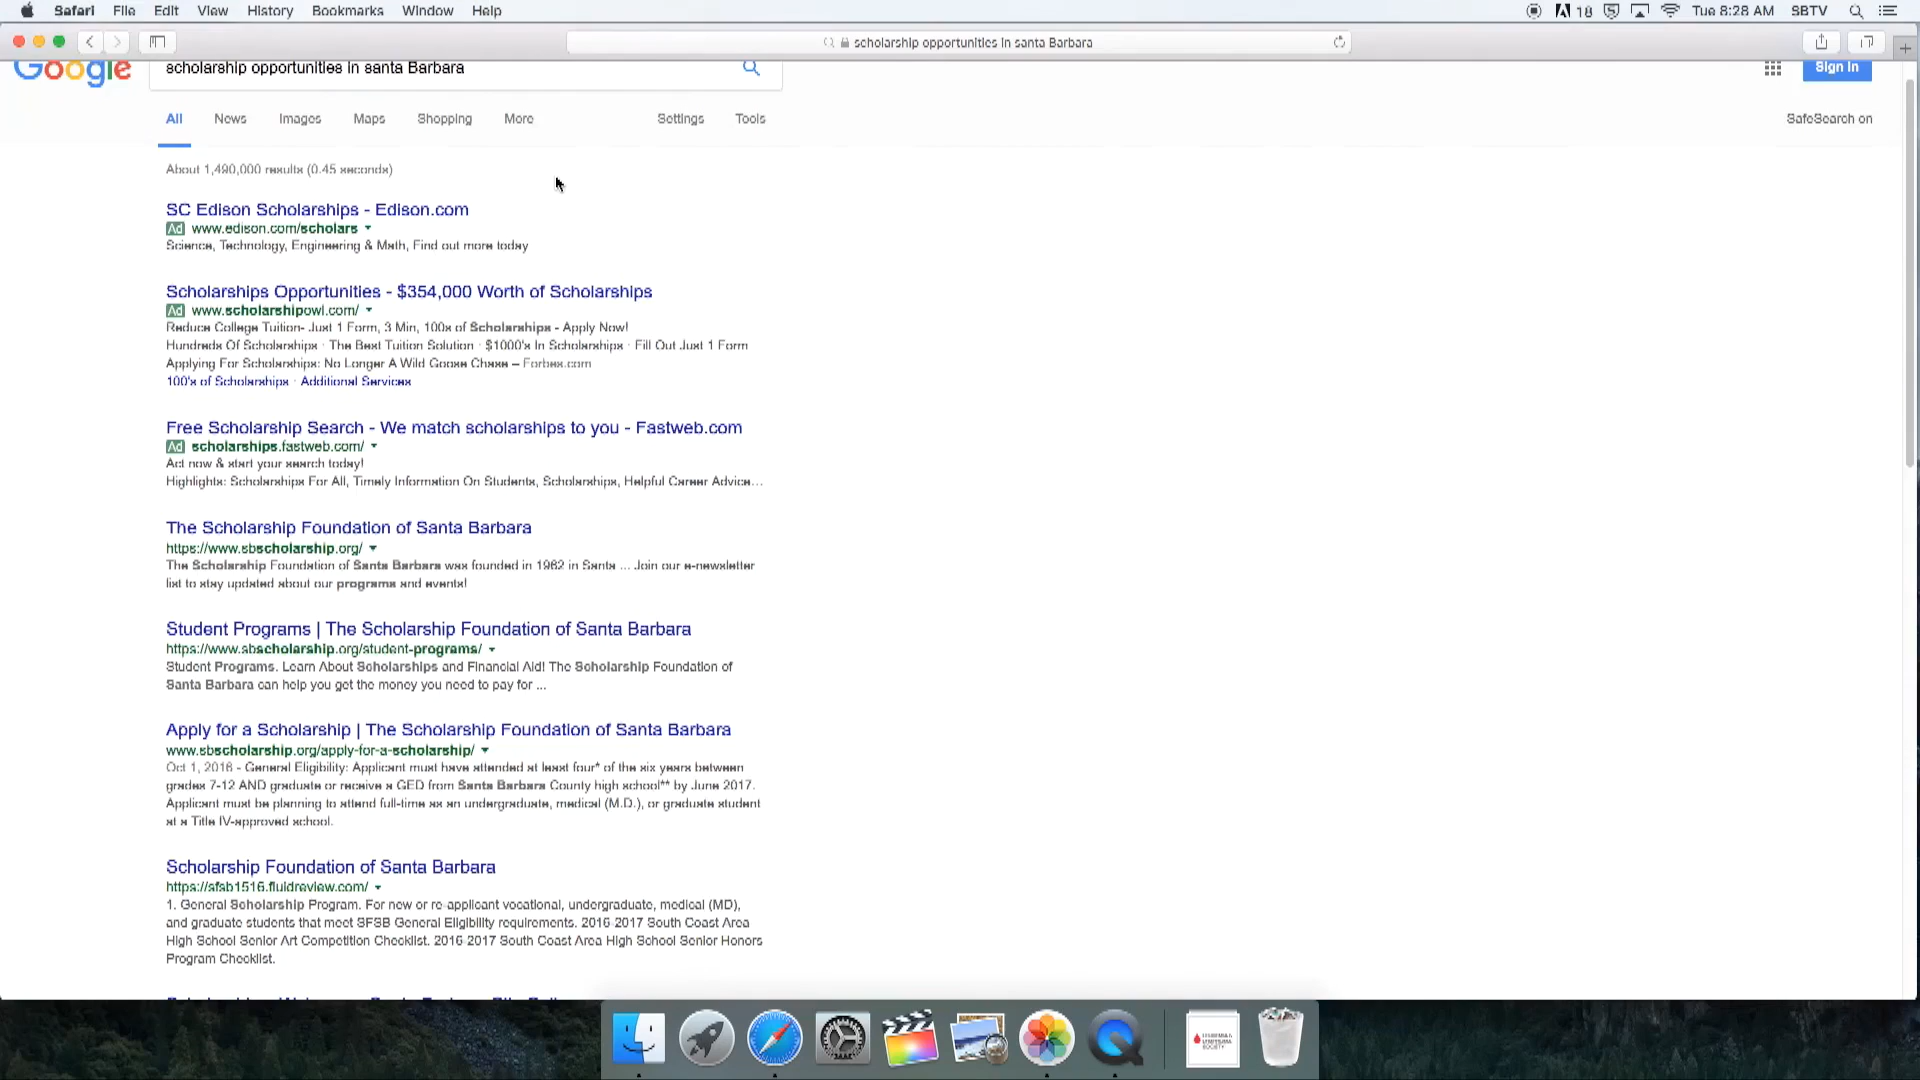 Safari File Edit View History Bookmarks Window Help
18 Tue 8:28 AM SBTV
scholarship opportunities in santa Barbara
Google scholarship opportunities in santa Barbara Sign in
All News Images Maps Shopping More Settings Tools SafeSearch on
About 1,490,000 results (0.45 seconds)
SC Edison Scholarships - Edison.com
Ad www.edison.com/scholars
Science, Technology, Engineering & Math, Find out more today
Scholarships Opportunities - $354,000 Worth of Scholarships
Ad www.scholarshipowl.com/
Reduce College Tuition- Just 1 Form, 3 Min, 100s of Scholarships - Apply Now!
Hundreds Of Scholarships · The Best Tuition Solution · $1000's In Scholarships · Fill Out Just 1 Form
Applying For Scholarships: No Longer A Wild Goose Chase – Forbes.com
100's of Scholarships · Additional Services
Free Scholarship Search - We match scholarships to you - Fastweb.com
Ad scholarships.fastweb.com/
Act now & start your search today!
Highlights: Scholarships For All, Timely Information On Students, Scholarships, Helpful Career Advice...
The Scholarship Foundation of Santa Barbara
https://www.sbscholarship.org/
The Scholarship Foundation of Santa Barbara was founded in 1962 in Santa ... Join our e-newsletter
list to stay updated about our programs and events!
Student Programs | The Scholarship Foundation of Santa Barbara
https://www.sbscholarship.org/student-programs/
Student Programs. Learn About Scholarships and Financial Aid! The Scholarship Foundation of
Santa Barbara can help you get the money you need to pay for ...
Apply for a Scholarship | The Scholarship Foundation of Santa Barbara
www.sbscholarship.org/apply-for-a-scholarship/
Oct 1, 2016 - General Eligibility: Applicant must have attended at least four* of the six years between
grades 7-12 AND graduate or receive a GED from Santa Barbara County high school** by June 2017.
Applicant must be planning to attend full-time as an undergraduate, medical (M.D.), or graduate student
at a Title IV-approved school.
Scholarship Foundation of Santa Barbara
https://sfsb1516.fluidreview.com/
1. General Scholarship Program. For new or re-applicant vocational, undergraduate, medical (MD),
and graduate students that meet SFSB General Eligibility requirements. 2016-2017 South Coast Area
High School Senior Art Competition Checklist. 2016-2017 South Coast Area High School Senior Honors
Program Checklist.